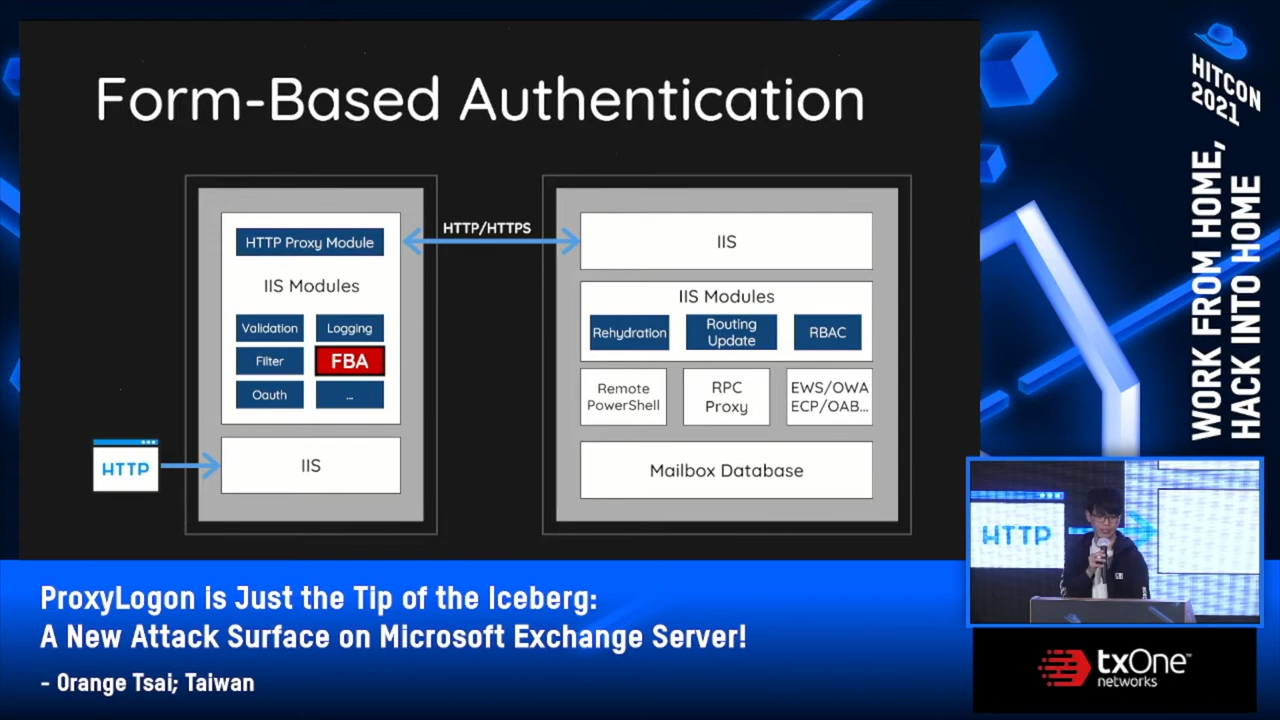 Form-Based Authentication
HTTP Proxy Module
IIS Modules
Validation
Logging
Filter
FBA
Oauth
...
IIS
HTTP
HTTP/HTTPS
IIS
IIS Modules
Rehydration
Routing
Update
RBAC
Remote
PowerShell
RPC
Proxy
EWS/OWA
ECP/OAB...
Mailbox Database
HITCON
2021
WORK FROM HOME,
HACK INTO HOME
HTTP
ProxyLogon is Just the Tip of the Iceberg:
A New Attack Surface on Microsoft Exchange Server!
- Orange Tsai; Taiwan
txOne™
networks